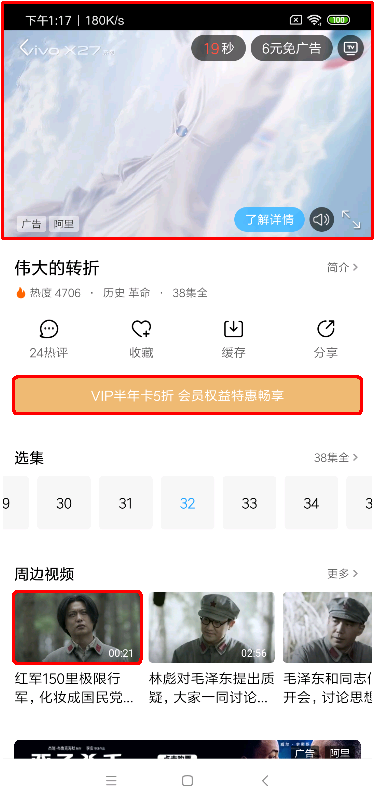 下午1:17 | 180K/s
100
vivo X27
19秒
6元免广告
TV
广告 阿里
了解详情
伟大的转折
简介 >
热度 4706 · 历史 革命 · 38集全
24热评
收藏
缓存
分享
VIP半年卡5折 会员权益特惠畅享
选集
38集全 >
9 30 31 32 33 34 3
周边视频
更多 >
00:21
02:56
红军150里极限行
军，化妆成国民党...
林彪对毛泽东提出质
疑，大家一同讨论...
毛泽东和同志们
开会，讨论思想
广告 阿里